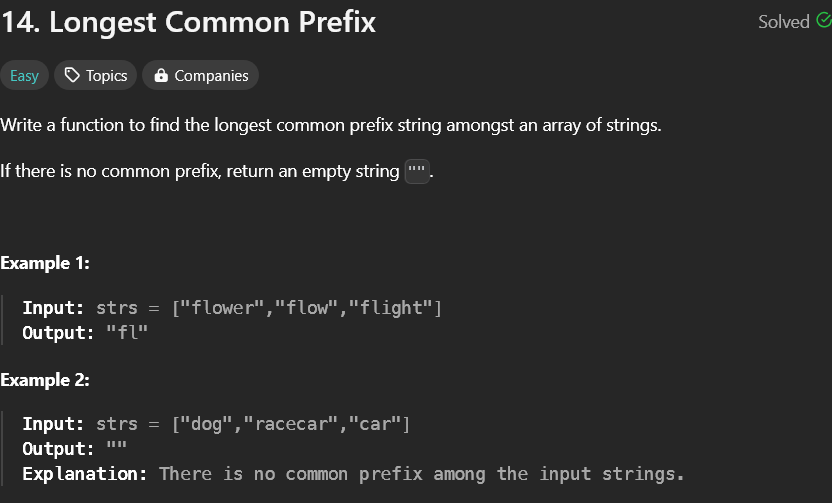 14. Longest Common Prefix
Solved
Easy
Topics
Companies
Write a function to find the longest common prefix string amongst an array of strings.
If there is no common prefix, return an empty string "".
Example 1:
Input: strs = ["flower","flow","flight"]
Output: "fl"
Example 2:
Input: strs = ["dog","racecar","car"]
Output: ""
Explanation: There is no common prefix among the input strings.